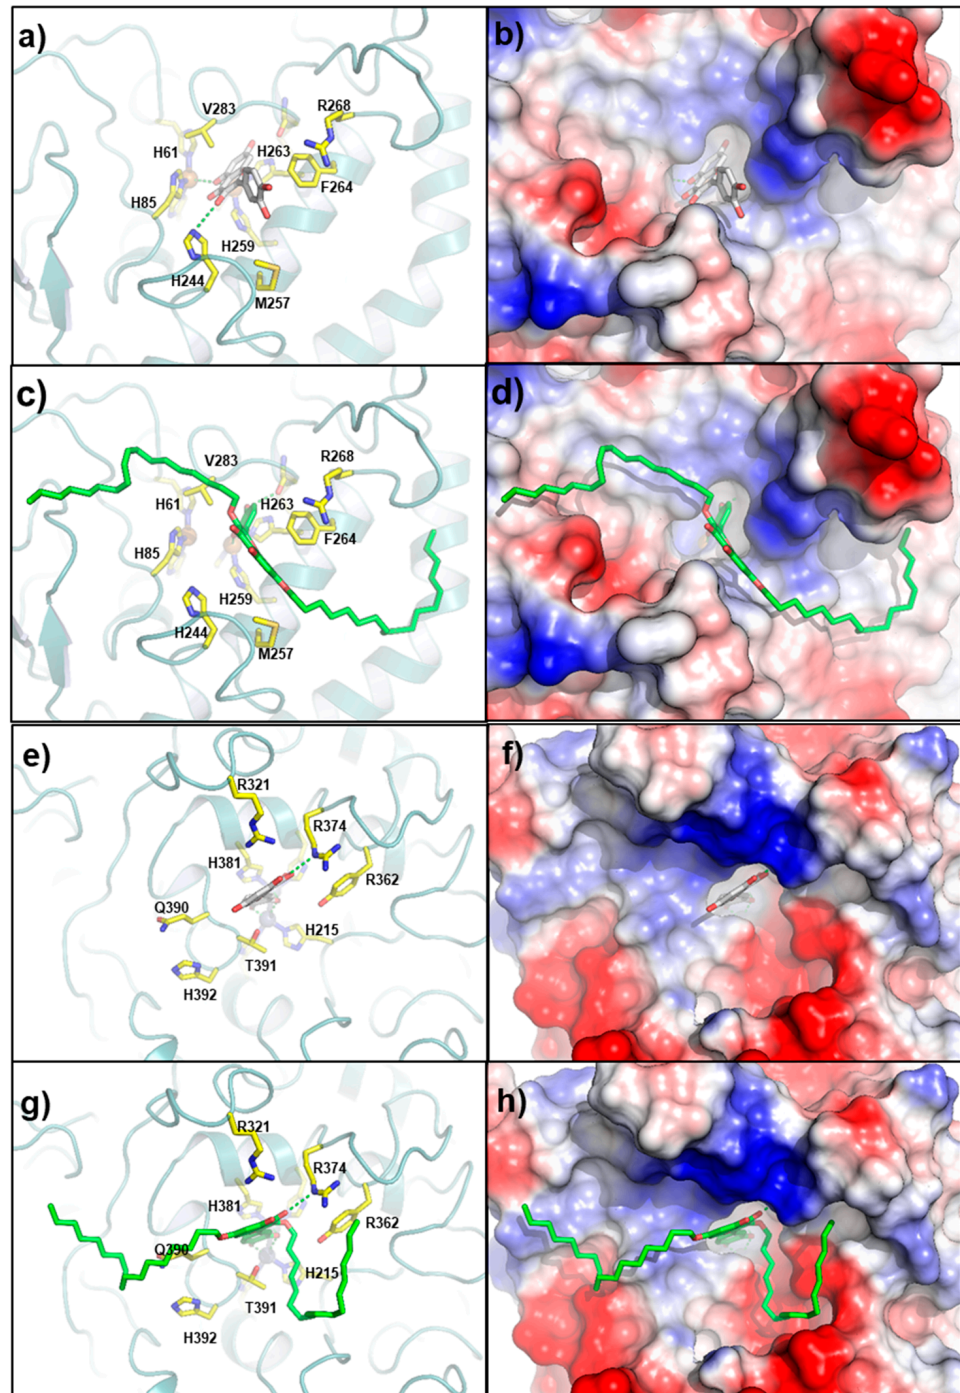 a)
V283
R268
H61
H263
F264
H85
H259
H244
M257
b)
c)
V283
R268
H61
H263
F264
H85
H259
H244
M257
d)
e)
R321
R374
H381
R362
Q390
H215
T391
H392
f)
g)
R321
R374
H381
R362
Q390
H215
T391
H392
h)